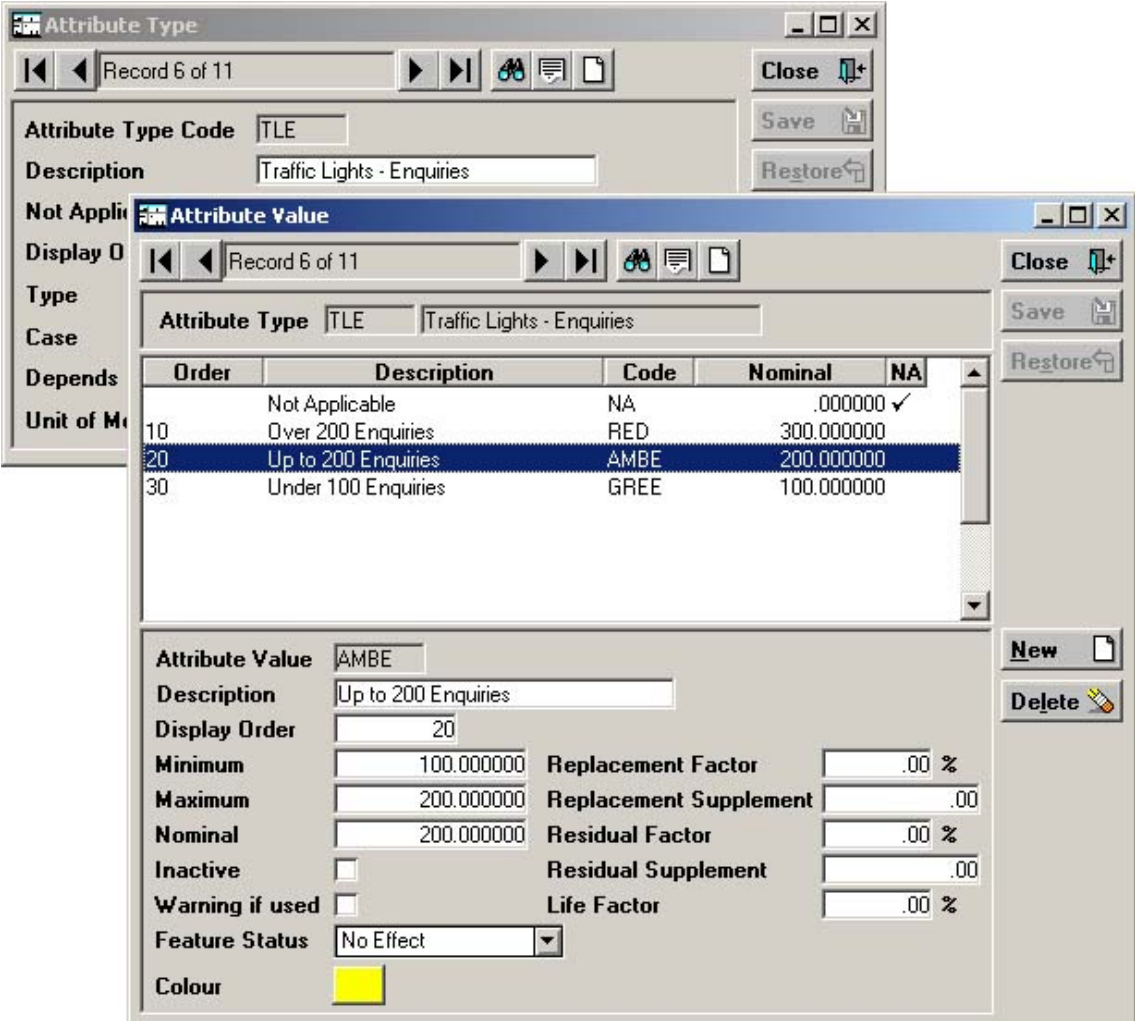 Attribute Type
Record 6 of 11
Close
Attribute Type Code TLE
Save
Description Traffic Lights - Enquiries
Restore
Not Applic
Display O
Type
Case
Depends
Unit of Me
Attribute Value
Record 6 of 11
Close
Attribute Type TLE Traffic Lights - Enquiries
Save
Restore
Order Description Code Nominal NA
Not Applicable NA .000000
10 Over 200 Enquiries RED 300.000000
20 Up to 200 Enquiries AMBE 200.000000
30 Under 100 Enquiries GREE 100.000000
New
Delete
Attribute Value AMBE
Description Up to 200 Enquiries
Display Order 20
Minimum 100.000000 Replacement Factor .00 %
Maximum 200.000000 Replacement Supplement .00
Nominal 200.000000 Residual Factor .00 %
Inactive Residual Supplement .00
Warning if used Life Factor .00 %
Feature Status No Effect
Colour